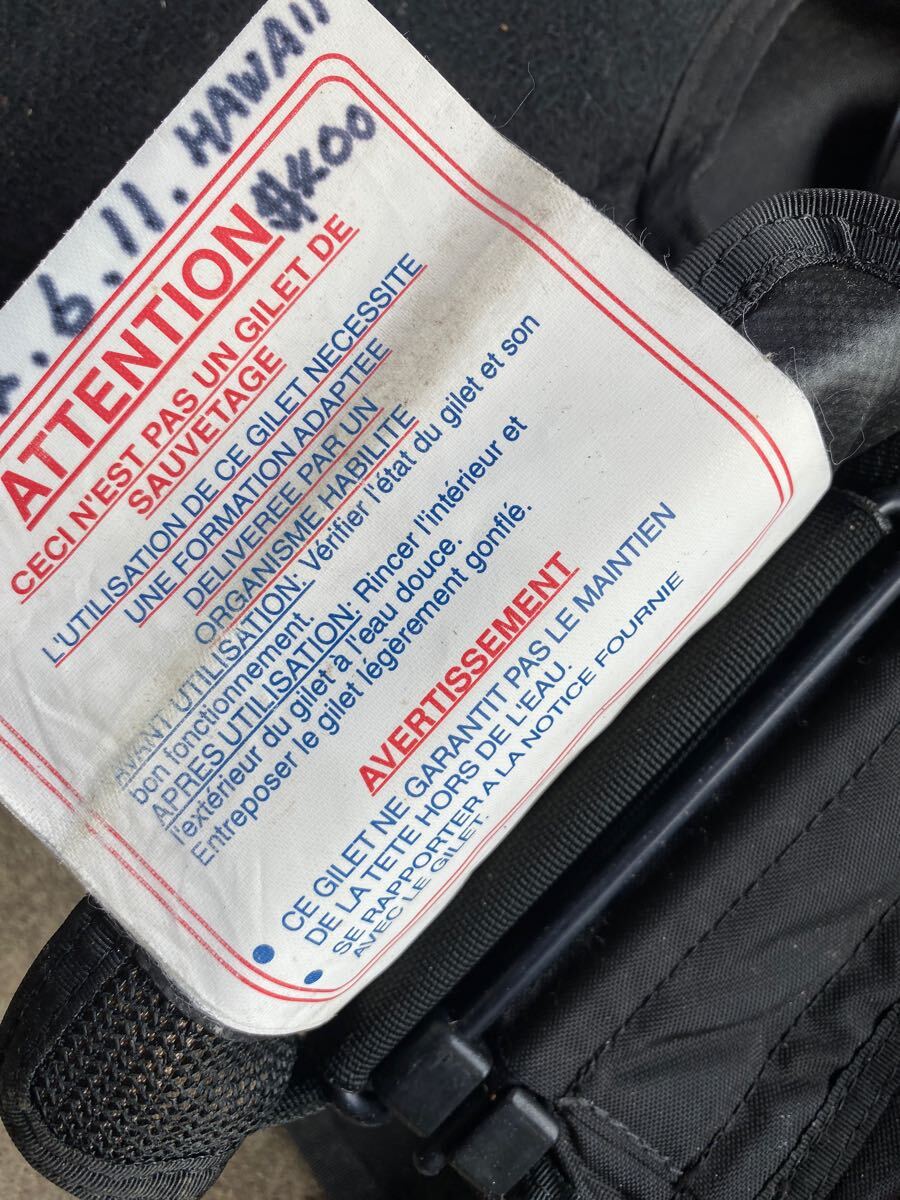 6.11. HAWAII
00
ATTENTION
CECI N'EST PAS UN GILET DE
SAUVETAGE
L'UTILISATION DE CE GILET NECESSITE
UNE FORMATION ADAPTEE
DELIVEREE PAR UN
ORGANISME HABILITE
AVANT UTILISATION: Vérifier l'état du gilet et son
bon fonctionnement.
APRES UTILISATION: Rincer l'intérieur et
l'extérieur du gilet à l'eau douce.
Entreposer le gilet légèrement gonflé.
AVERTISSEMENT
● CE GILET NE GARANTIT PAS LE MAINTIEN
DE LA TETE HORS DE L'EAU.
● SE RAPPORTER A LA NOTICE FOURNIE
AVEC LE GILET.